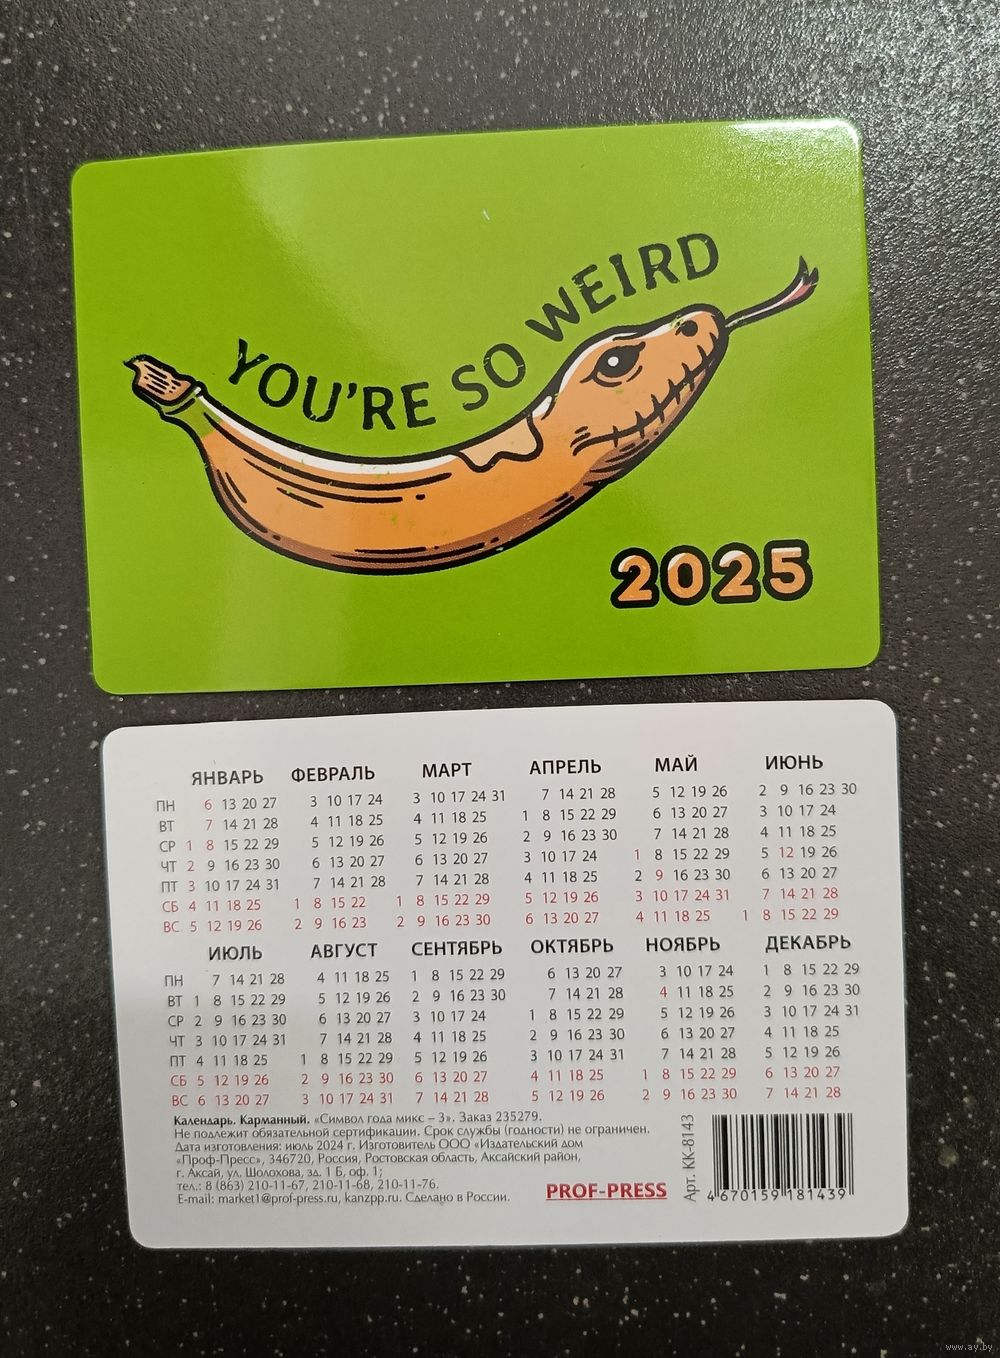 YOU'RE SO WEIRD
2025
ЯНВАРЬ ФЕВРАЛЬ МАРТ АПРЕЛЬ МАЙ ИЮНЬ
ПН 6 13 20 27 3 10 17 24 3 10 17 24 31 7 14 21 28 5 12 19 26 2 9 16 23 30
ВТ 7 14 21 28 4 11 18 25 4 11 18 25 1 8 15 22 29 6 13 20 27 3 10 17 24
СР 1 8 15 22 29 5 12 19 26 5 12 19 26 2 9 16 23 30 7 14 21 28 4 11 18 25
ЧТ 2 9 16 23 30 6 13 20 27 6 13 20 27 3 10 17 24 1 8 15 22 29 5 12 19 26
ПТ 3 10 17 24 31 7 14 21 28 7 14 21 28 4 11 18 25 2 9 16 23 30 6 13 20 27
СБ 4 11 18 25 1 8 15 22 1 8 15 22 29 5 12 19 26 3 10 17 24 31 7 14 21 28
ВС 5 12 19 26 2 9 16 23 2 9 16 23 30 6 13 20 27 4 11 18 25 1 8 15 22 29
ИЮЛЬ АВГУСТ СЕНТЯБРЬ ОКТЯБРЬ НОЯБРЬ ДЕКАБРЬ
ПН 7 14 21 28 4 11 18 25 1 8 15 22 29 6 13 20 27 3 10 17 24 1 8 15 22 29
ВТ 1 8 15 22 29 5 12 19 26 2 9 16 23 30 7 14 21 28 4 11 18 25 2 9 16 23 30
СР 2 9 16 23 30 6 13 20 27 3 10 17 24 1 8 15 22 29 5 12 19 26 3 10 17 24 31
ЧТ 3 10 17 24 31 7 14 21 28 4 11 18 25 2 9 16 23 30 6 13 20 27 4 11 18 25
ПТ 4 11 18 25 1 8 15 22 29 5 12 19 26 3 10 17 24 31 7 14 21 28 5 12 19 26
СБ 5 12 19 26 2 9 16 23 30 6 13 20 27 4 11 18 25 1 8 15 22 29 6 13 20 27
ВС 6 13 20 27 3 10 17 24 31 7 14 21 28 5 12 19 26 2 9 16 23 30 7 14 21 28
Календарь. Карманный. «Символ года микс – 3». Заказ 235279.
Не подлежит обязательной сертификации. Срок службы (годности) не ограничен.
Дата изготовления: июль 2024 г. Изготовитель ООО «Издательский дом
«Проф-Пресс», 346720, Россия, Ростовская область, Аксайский район,
г. Аксай, ул. Шолохова, зд. 1 Б, оф. 1;
тел.: 8 (863) 210-11-67, 210-11-68, 210-11-76.
E-mail: market1@prof-press.ru, kanzpp.ru. Сделано в России.
PROF-PRESS
Арт. КК-8143
4 670159 181439
www.ay.by